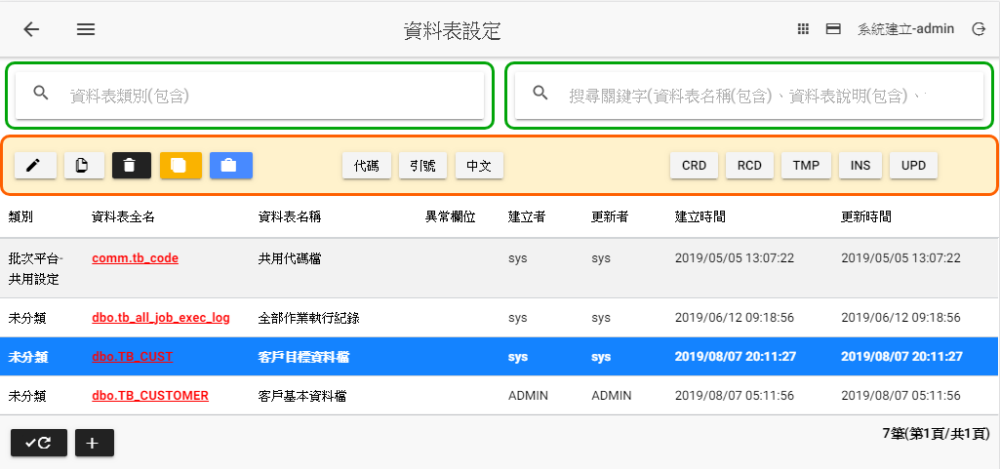 資料表設定
系統建立-admin
資料表類別(包含)
搜尋關鍵字(資料表名稱(包含)、資料表說明(包含)、
代碼 引號 中文 CRD RCD TMP INS UPD
類別 資料表全名 資料表名稱 異常欄位 建立者 更新者 建立時間 更新時間
批次平台-
共用設定 comm.tb_code 共用代碼檔 sys sys 2019/05/05 13:07:22 2019/05/05 13:07:22
未分類 dbo.tb_all_job_exec_log 全部作業執行紀錄 sys sys 2019/06/12 09:18:56 2019/06/12 09:18:56
未分類 dbo.TB_CUST 客戶目標資料檔 sys sys 2019/08/07 20:11:27 2019/08/07 20:11:27
未分類 dbo.TB_CUSTOMER 客戶基本資料檔 ADMIN ADMIN 2019/08/07 05:11:56 2019/08/07 05:11:56
7筆(第1頁/共1頁)